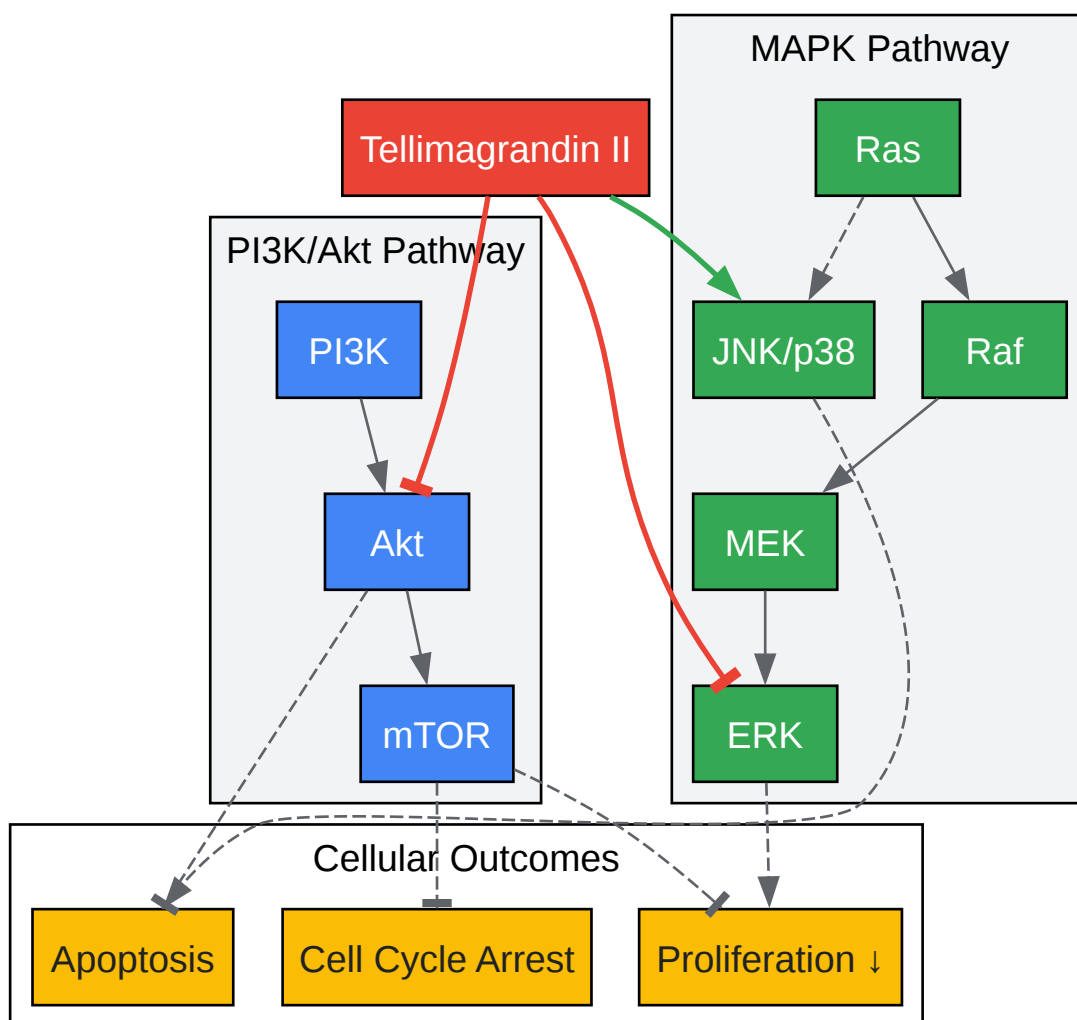 MAPK Pathway
Tellimagrandin II
Ras
PI3K/Akt Pathway
PI3K
JNK/p38
Raf
Akt
MEK
mTOR
ERK
Cellular Outcomes
Apoptosis
Cell Cycle Arrest
Proliferation ↓